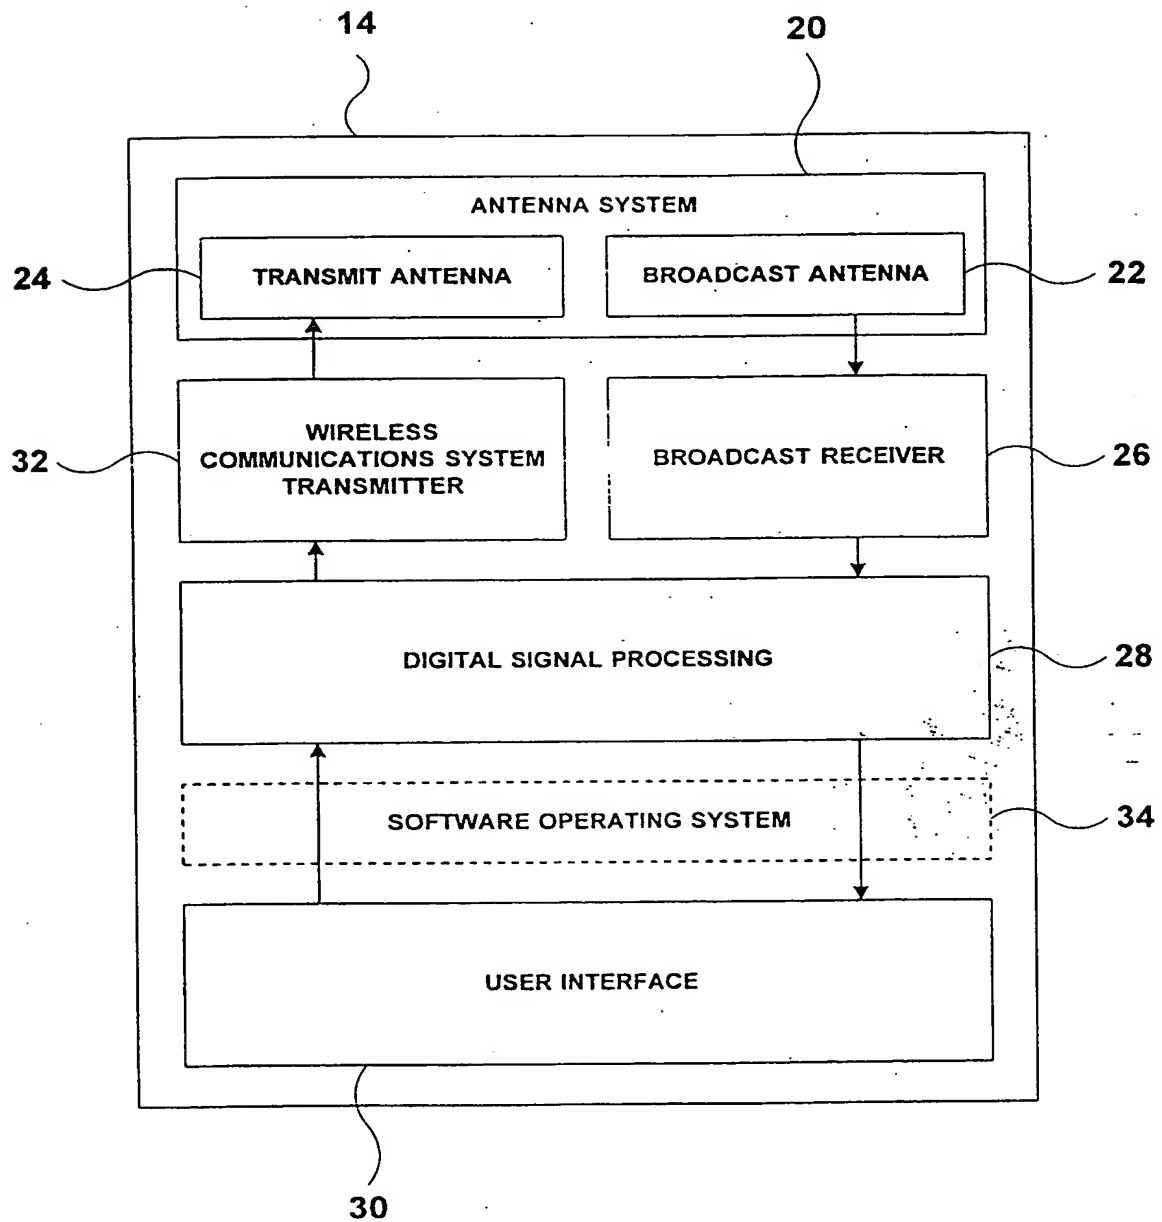 14
20
ANTENNA SYSTEM
24
TRANSMIT ANTENNA
BROADCAST ANTENNA
22
32
WIRELESS
COMMUNICATIONS SYSTEM
TRANSMITTER
BROADCAST RECEIVER
26
DIGITAL SIGNAL PROCESSING
28
SOFTWARE OPERATING SYSTEM
34
USER INTERFACE
30